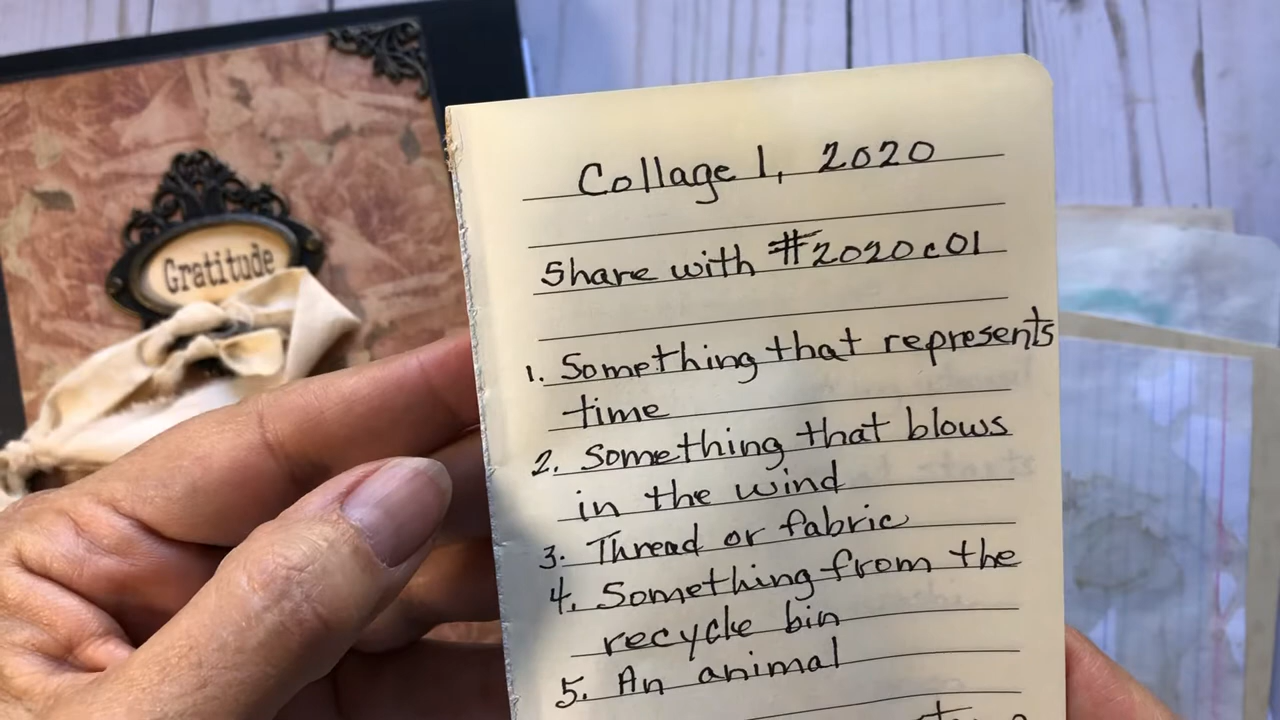 Gratitude
Collage 1, 2020
Share with #2020c01
1. Something that represents
time
2. Something that blows
in the wind
3. Thread or fabric
4. Something from the
recycle bin
5. An animal